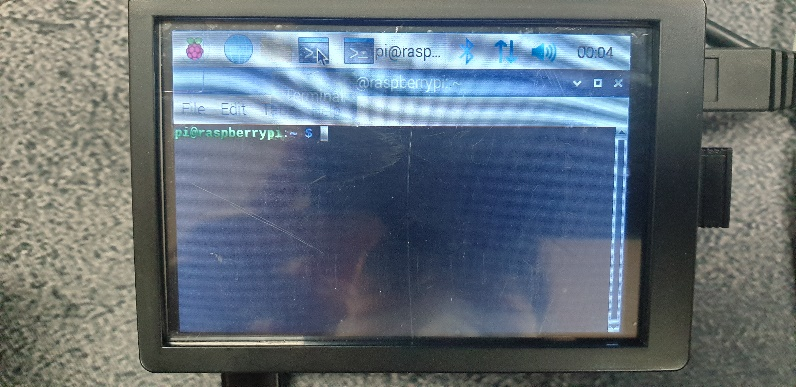 pi@rasp... 00:04
@raspberrypi: ~
File Edit
pi@raspberrypi:~ $